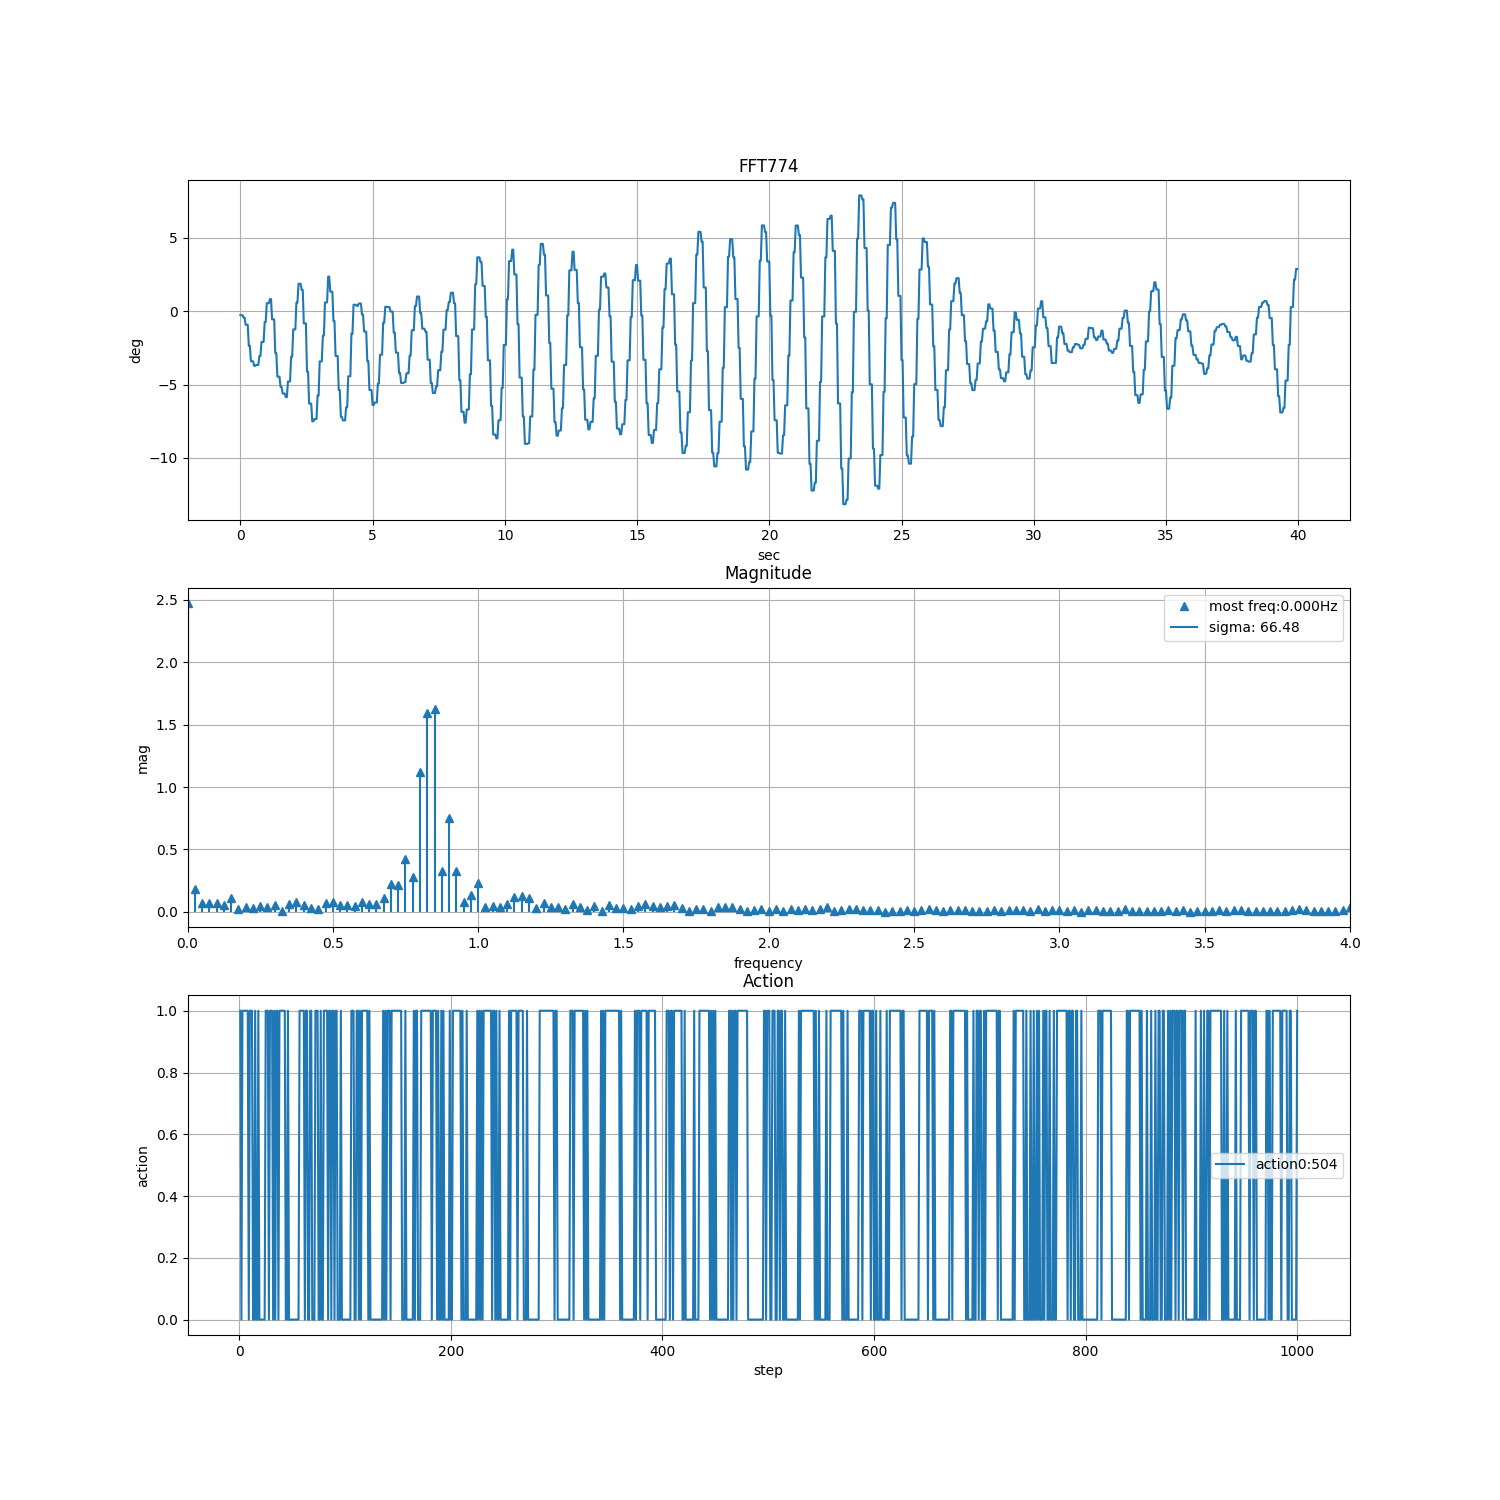 FFT774
5
0
−5
−10
deg
0 5 10 15 20 25 30 35 40
sec
Magnitude
2.5
2.0
1.5
1.0
0.5
0.0
mag
most freq:0.000Hz
sigma: 66.48
0.0 0.5 1.0 1.5 2.0 2.5 3.0 3.5 4.0
frequency
Action
1.0
0.8
0.6
0.4
0.2
0.0
action
action0:504
0 200 400 600 800 1000
step